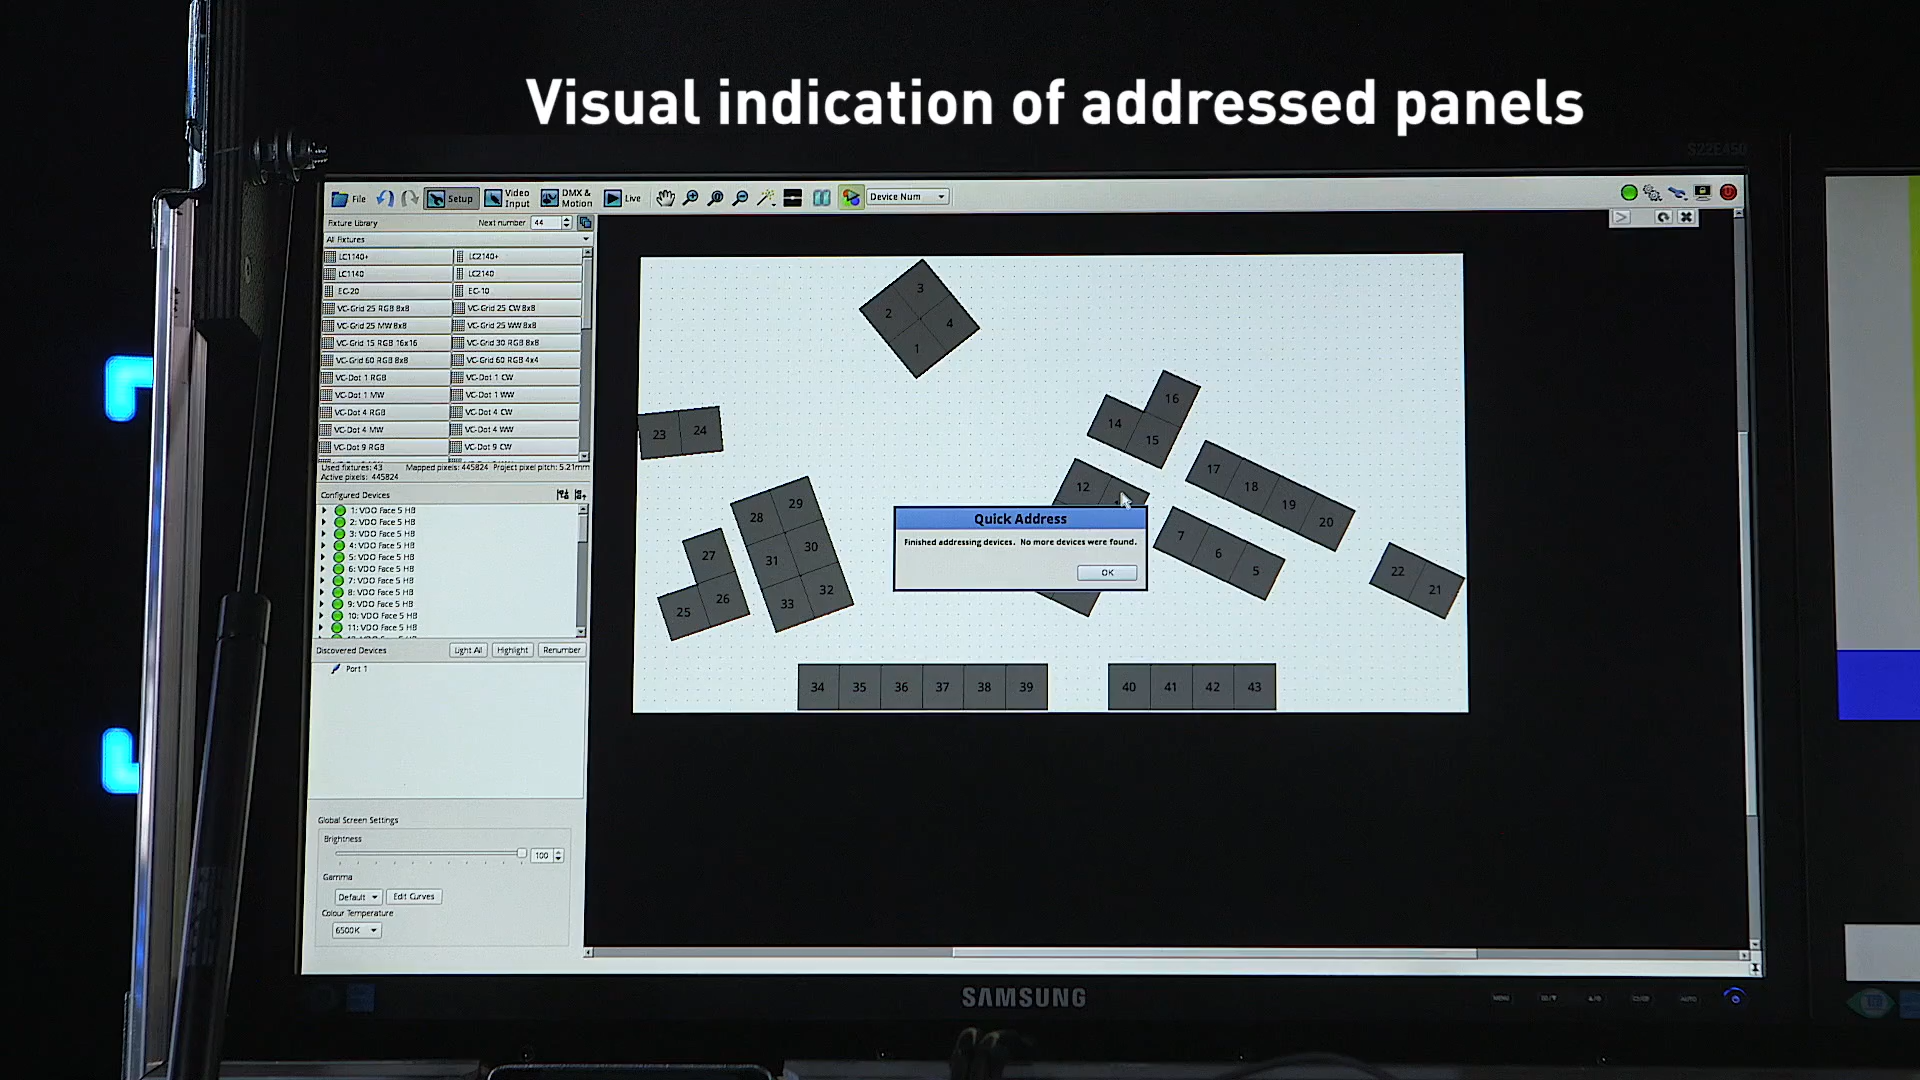 Visual indication of addressed panels
S22E450
File
Setup
Video
Input
DMX &
Motion
Live
Device Num
Fixture Library
Next number 44
All Fixtures
LC1140+ LC2140+
LC1140 LC2140
EC-20 EC-10
VC-Grid 25 RGB 8x8 VC-Grid 25 CW 8x8
VC-Grid 25 MW 8x8 VC-Grid 25 WW 8x8
VC-Grid 15 RGB 16x16 VC-Grid 30 RGB 8x8
VC-Grid 60 RGB 8x8 VC-Grid 60 RGB 4x4
VC-Dot 1 RGB VC-Dot 1 CW
VC-Dot 1 MW VC-Dot 1 WW
VC-Dot 4 RGB VC-Dot 4 CW
VC-Dot 4 MW VC-Dot 4 WW
VC-Dot 9 RGB VC-Dot 9 CW
Used fixtures: 43 Mapped pixels: 445824 Project pixel pitch: 5.21mm
Active pixels: 445824
Configured Devices
1: VDO Face 5 HB
2: VDO Face 5 HB
3: VDO Face 5 HB
4: VDO Face 5 HB
5: VDO Face 5 HB
6: VDO Face 5 HB
7: VDO Face 5 HB
8: VDO Face 5 HB
9: VDO Face 5 HB
10: VDO Face 5 HB
11: VDO Face 5 HB
Discovered Devices
Light All
Highlight
Renumber
Port 1
Global Screen Settings
Brightness
100
Gamma
Default
Edit Curves
Colour Temperature
6500K
3
2
4
1
23 24
16
14
15
12
17
18
19
20
7
6
5
22
21
29
28
30
31
32
33
27
26
25
Quick Address
Finished addressing devices. No more devices were found.
OK
34 35 36 37 38 39
40 41 42 43
SAMSUNG
MENU
AUTO